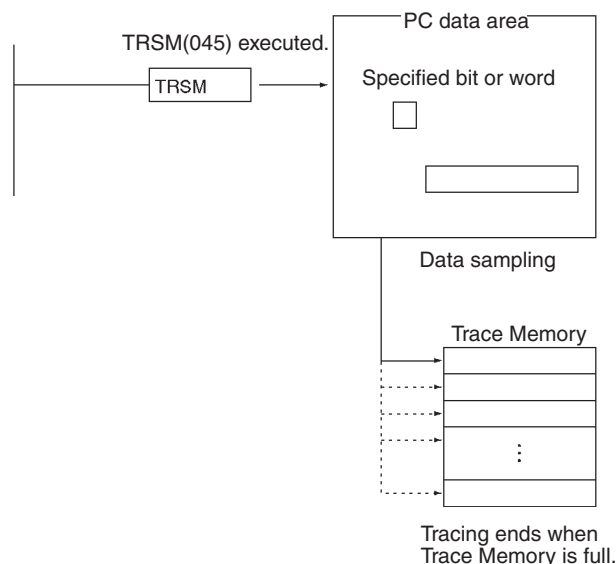 PC data area
TRSM(045) executed.
Specified bit or word
TRSM
Data sampling
Trace Memory
Tracing ends when
Trace Memory is full.